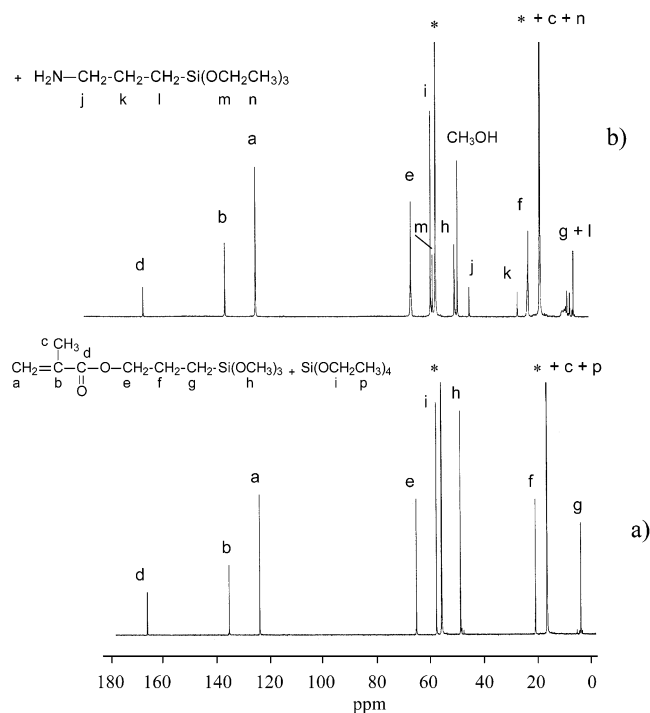 * * + c + n
+ H₂N—CH₂-CH₂-CH₂-Si(OCH₂CH₃)₃
j k l m n
i
b)
a
CH₃OH
e
b
m h f
g + l
d
j k
c CH₃ d
CH₂=C—C—O—CH₂-CH₂-CH₂-Si(OCH₃)₃ + Si(OCH₂CH₃)₄
a b O e f g h i p
* * + c + p
i h
a
e f
g
a)
b
d
180 160 140 120 100 80 60 40 20 0
ppm